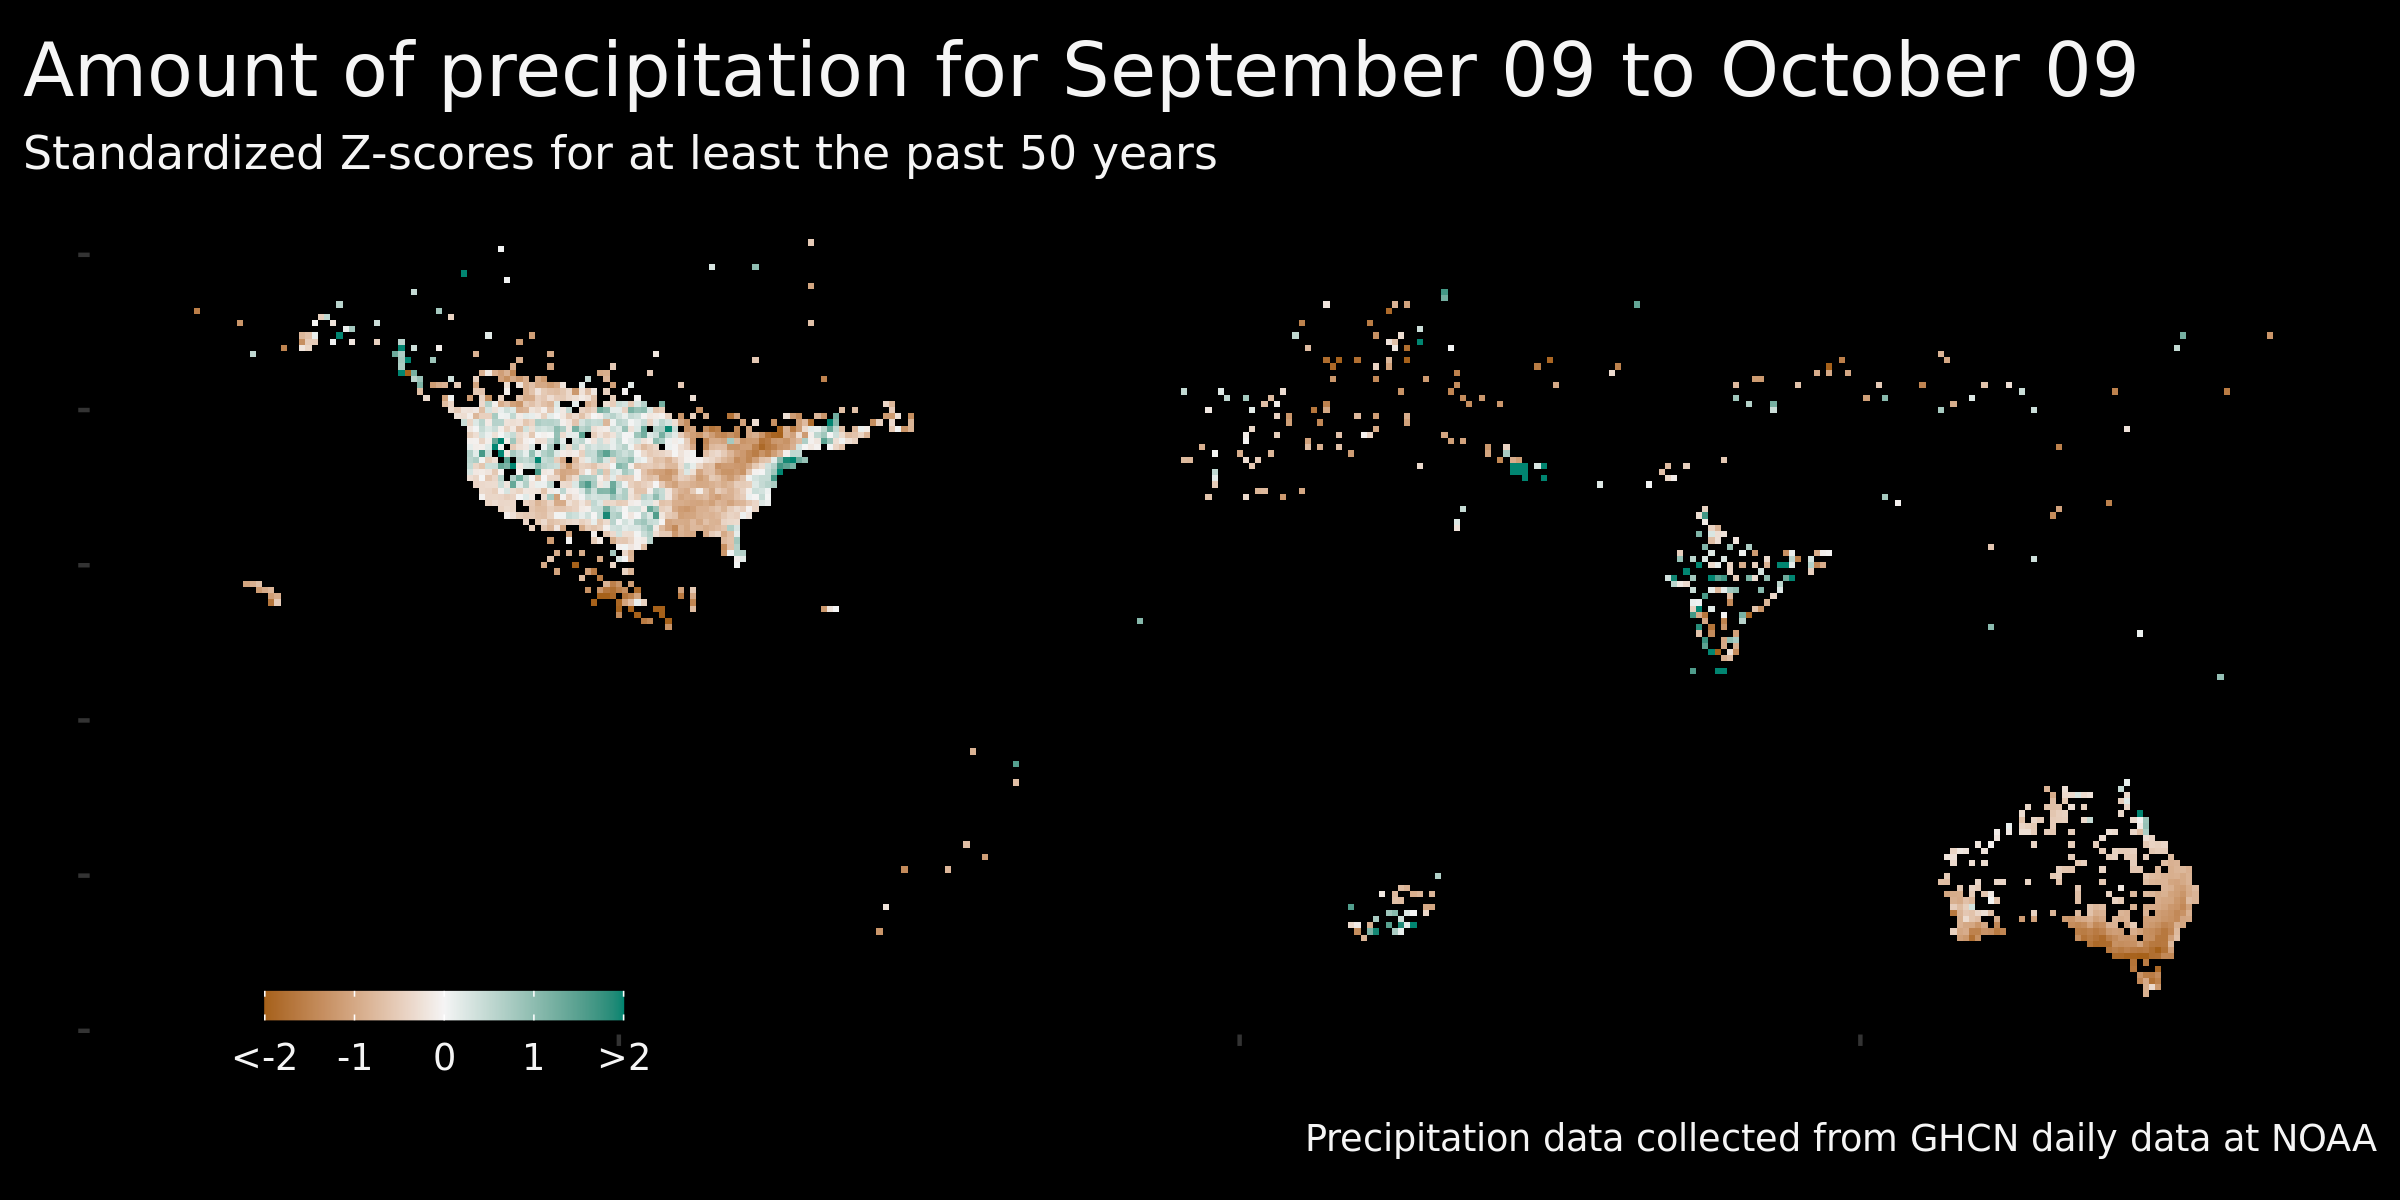 Amount of precipitation for September 09 to October 09
Standardized Z-scores for at least the past 50 years
<-2 -1 0 1 >2
Precipitation data collected from GHCN daily data at NOAA